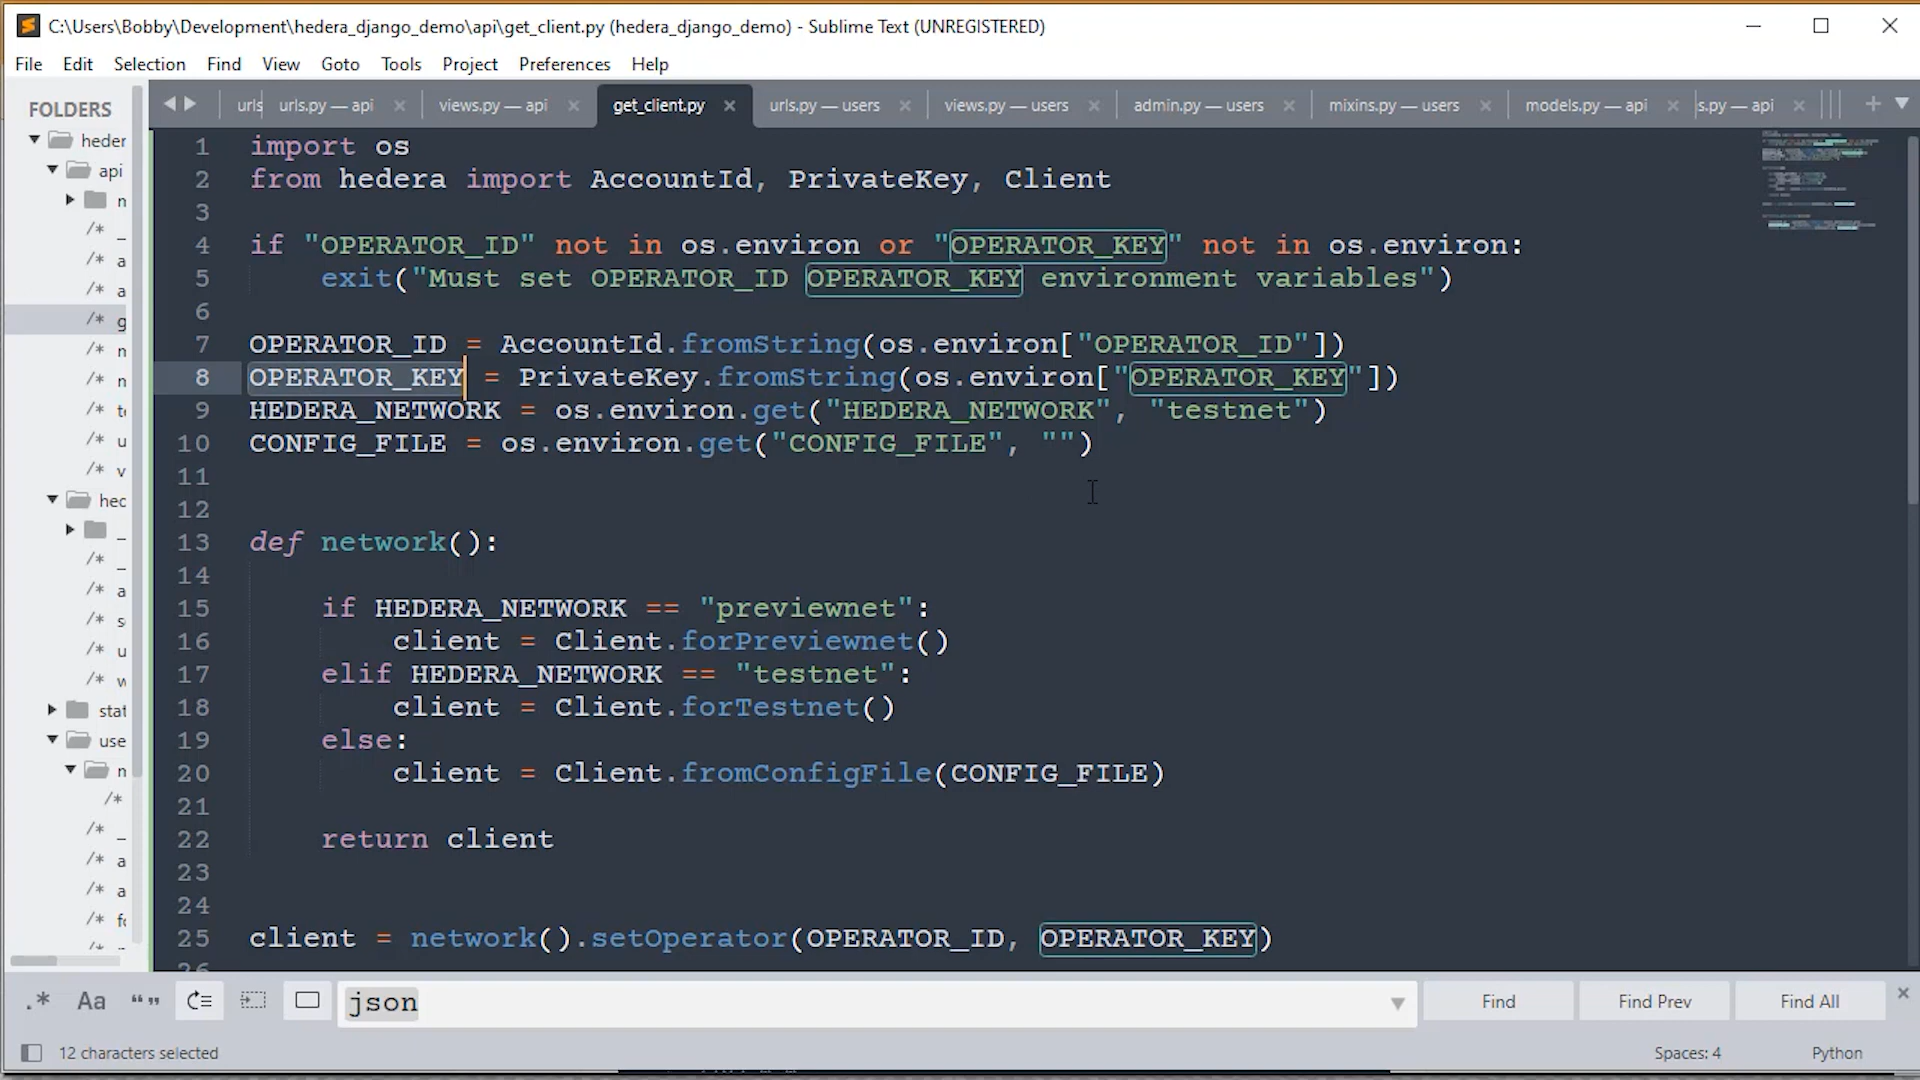 C:\Users\Bobby\Development\hedera_django_demo\api\get_client.py (hedera_django_demo) - Sublime Text (UNREGISTERED)
File Edit Selection Find View Goto Tools Project Preferences Help
urls urls.py — api views.py — api get_client.py urls.py — users views.py — users admin.py — users mixins.py — users models.py — api s.py — api
FOLDERS
heder
api
n
/* _
/* a
/* a
/* g
/* n
/* n
/* te
/* u
/* v
hec
_
/* _
/* a
/* s
/* u
/* w
stat
use
n
/*
/* _
/* a
/* a
/* fo
1 import os
2 from hedera import AccountId, PrivateKey, Client
3
4 if "OPERATOR_ID" not in os.environ or "OPERATOR_KEY" not in os.environ:
5 exit("Must set OPERATOR_ID OPERATOR_KEY environment variables")
6
7 OPERATOR_ID = AccountId.fromString(os.environ["OPERATOR_ID"])
8 OPERATOR_KEY = PrivateKey.fromString(os.environ["OPERATOR_KEY"])
9 HEDERA_NETWORK = os.environ.get("HEDERA_NETWORK", "testnet")
10 CONFIG_FILE = os.environ.get("CONFIG_FILE", "")
11
12
13 def network():
14
15 if HEDERA_NETWORK == "previewnet":
16 client = Client.forPreviewnet()
17 elif HEDERA_NETWORK == "testnet":
18 client = Client.forTestnet()
19 else:
20 client = Client.fromConfigFile(CONFIG_FILE)
21
22 return client
23
24
25 client = network().setOperator(OPERATOR_ID, OPERATOR_KEY)
26
.* Aa “” json Find Find Prev Find All
12 characters selected Spaces: 4 Python